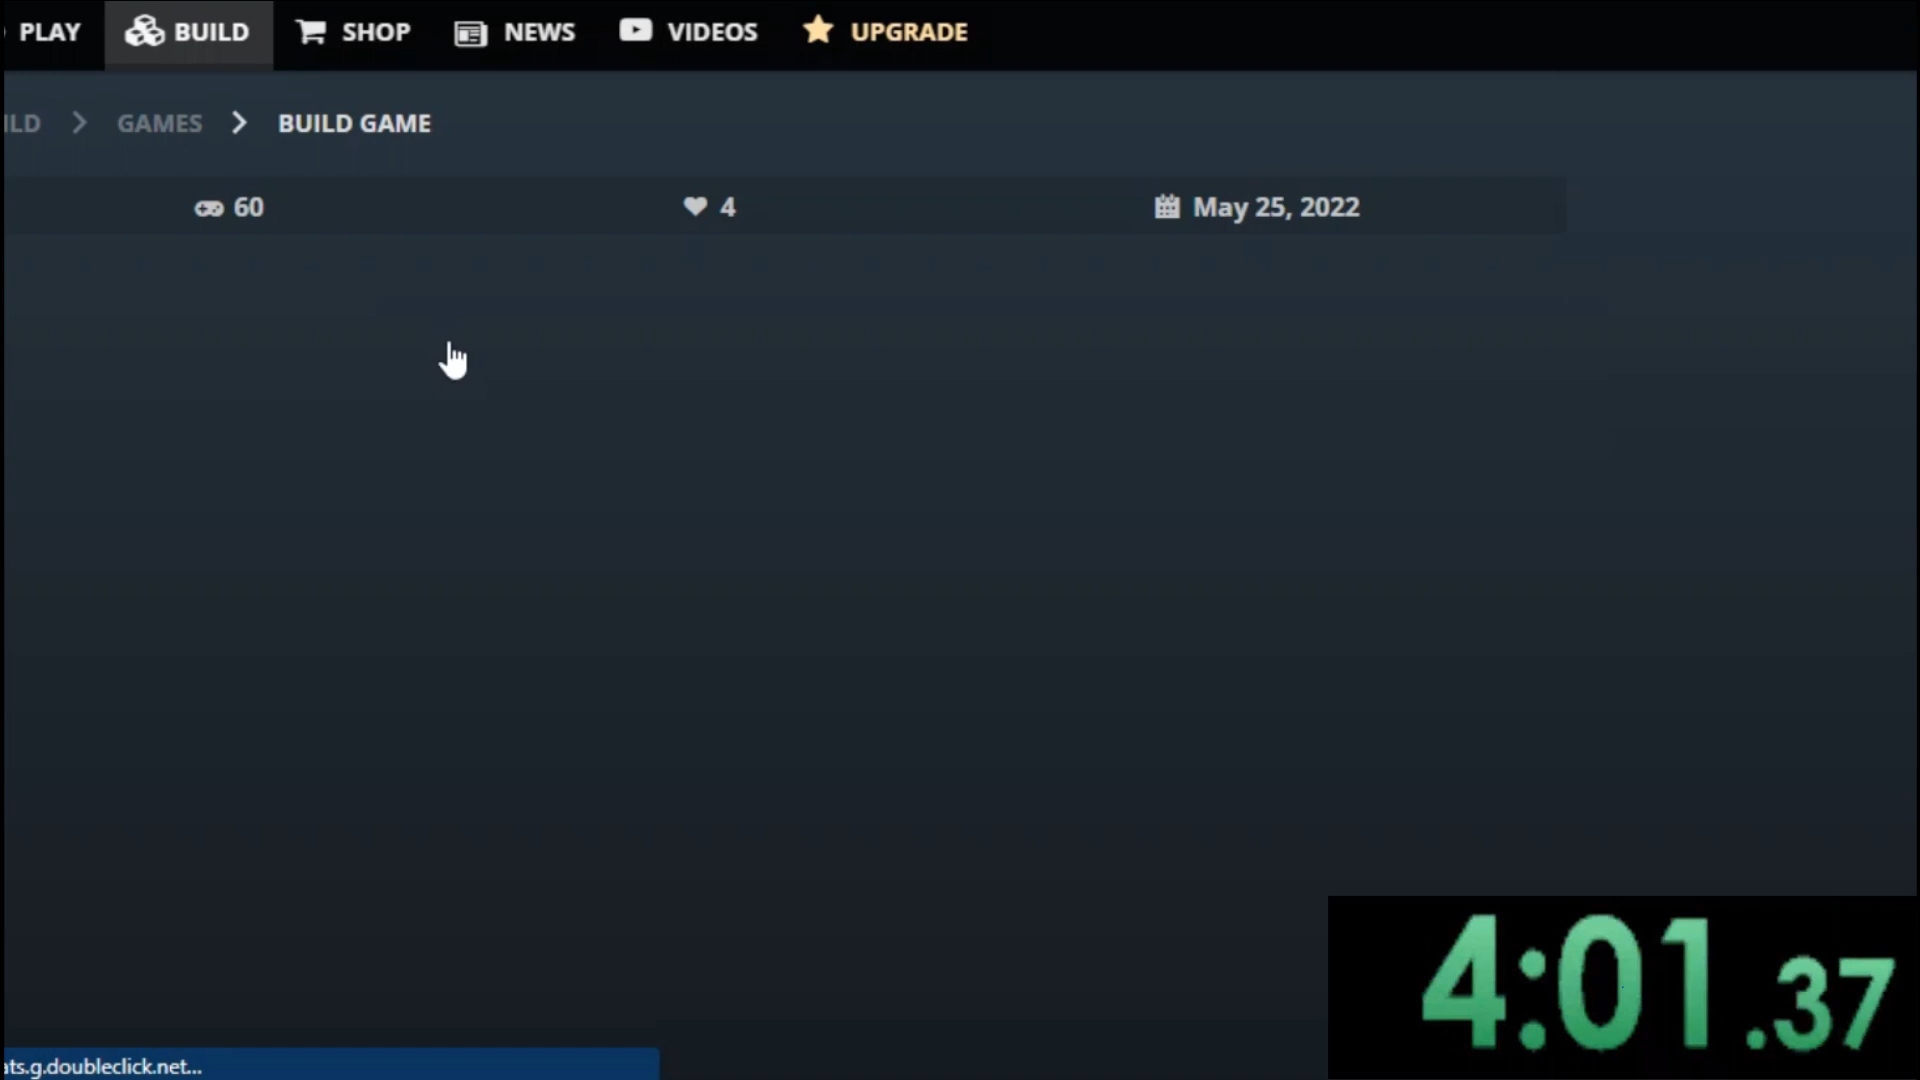 PLAY BUILD SHOP NEWS VIDEOS UPGRADE
ILD > GAMES > BUILD GAME
60 4 May 25, 2022
4:01.37
ats.g.doubleclick.net...